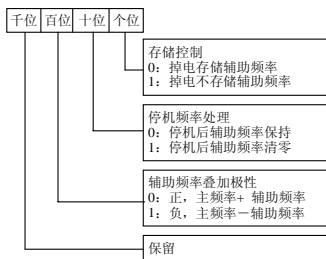 千位 百位 十位 个位
存储控制
0：掉电存储辅助频率
1：掉电不存储辅助频率
停机频率处理
0：停机后辅助频率保持
1：停机后辅助频率清零
辅助频率叠加极性
0：正，主频率+ 辅助频率
1：负，主频率－辅助频率
保留